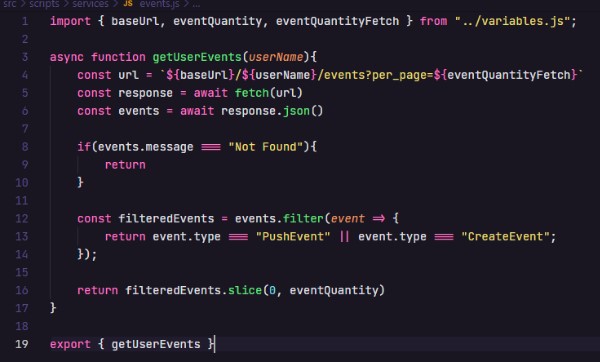 src > scripts > services > JS events.js > ...
1 import { baseUrl, eventQuantity, eventQuantityFetch } from "../variables.js";
2
3 async function getUserEvents(userName){
4 const url = `${baseUrl}/${userName}/events?per_page=${eventQuantityFetch}`
5 const response = await fetch(url)
6 const events = await response.json()
7
8 if(events.message === "Not Found"){
9 return
10 }
11
12 const filteredEvents = events.filter(event => {
13 return event.type === "PushEvent" || event.type === "CreateEvent";
14 });
15
16 return filteredEvents.slice(0, eventQuantity)
17 }
18
19 export { getUserEvents }